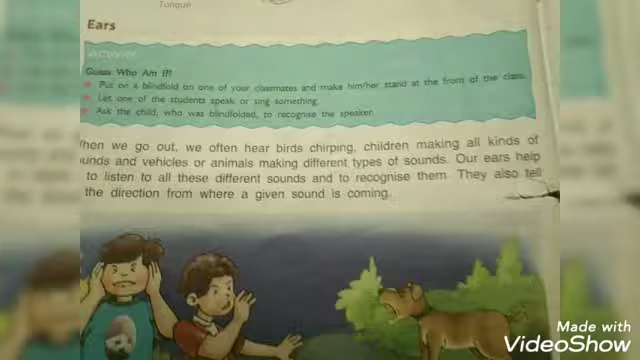 Tongue
Ears
Activity
Guess Who Am I?!
Put on a blindfold on one of your classmates and make him/her stand at the front of the class.
Let one of the students speak or sing something.
Ask the child, who was blindfolded, to recognise the speaker.
hen we go out, we often hear birds chirping, children making all kinds of
unds and vehicles or animals making different types of sounds. Our ears help
to listen to all these different sounds and to recognise them. They also tell
the direction from where a given sound is coming.
Made with
VideoShow